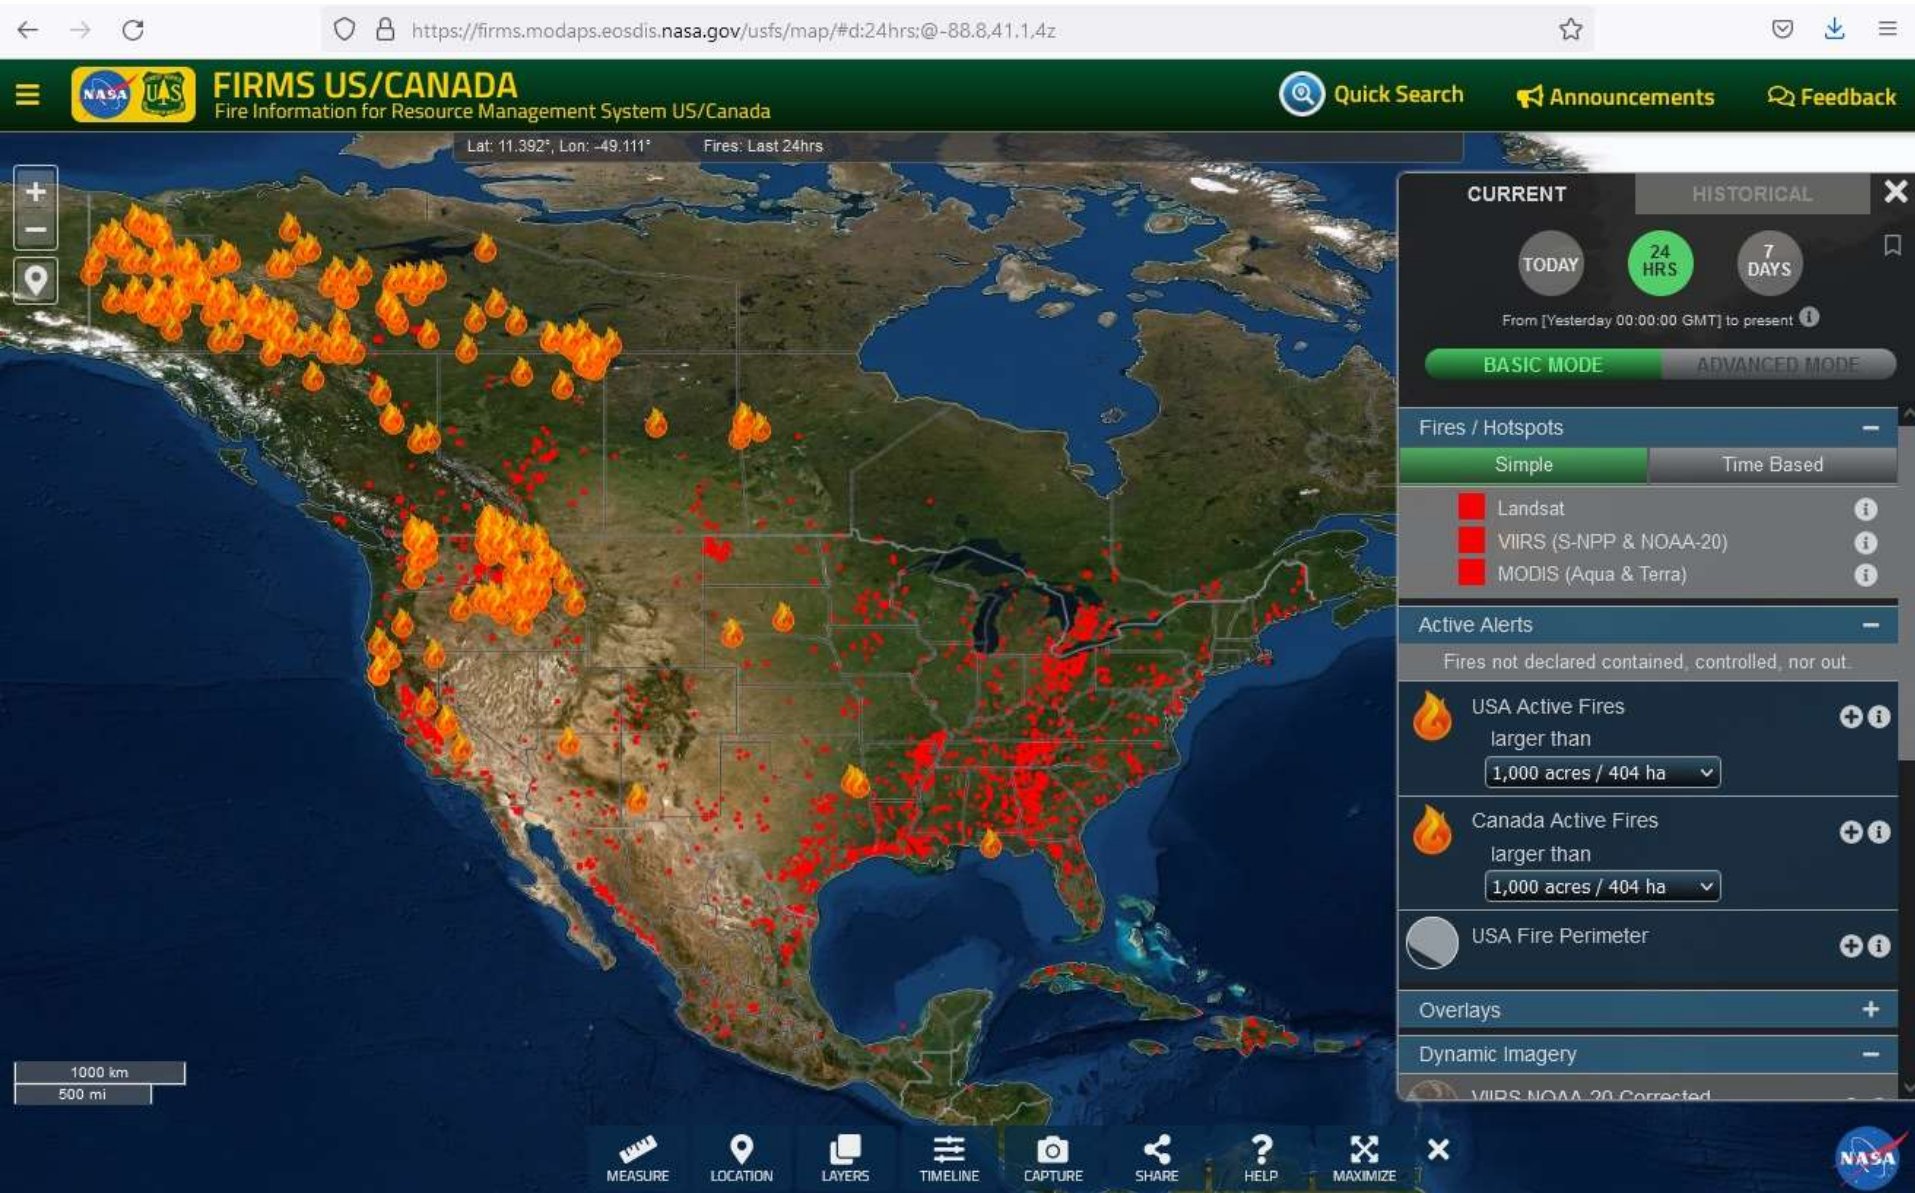 https://firms.modaps.eosdis.nasa.gov/usfs/map/#d:24hrs;@-88.8,41.1,4z
NASA
UAS
FIRMS US/CANADA
Fire Information for Resource Management System US/Canada
Quick Search
Announcements
Feedback
Lat: 11.392°, Lon: -49.111°
Fires: Last 24hrs
+
−
CURRENT
HISTORICAL
TODAY
24
HRS
7
DAYS
From [Yesterday 00:00:00 GMT] to present
BASIC MODE
ADVANCED MODE
Fires / Hotspots
Simple
Time Based
Landsat
VIIRS (S-NPP & NOAA-20)
MODIS (Aqua & Terra)
Active Alerts
Fires not declared contained, controlled, nor out.
USA Active Fires
larger than
1,000 acres / 404 ha
Canada Active Fires
larger than
1,000 acres / 404 ha
USA Fire Perimeter
Overlays
Dynamic Imagery
VIIRS NOAA-20 Corrected
1000 km
500 mi
MEASURE
LOCATION
LAYERS
TIMELINE
CAPTURE
SHARE
HELP
MAXIMIZE
NASA